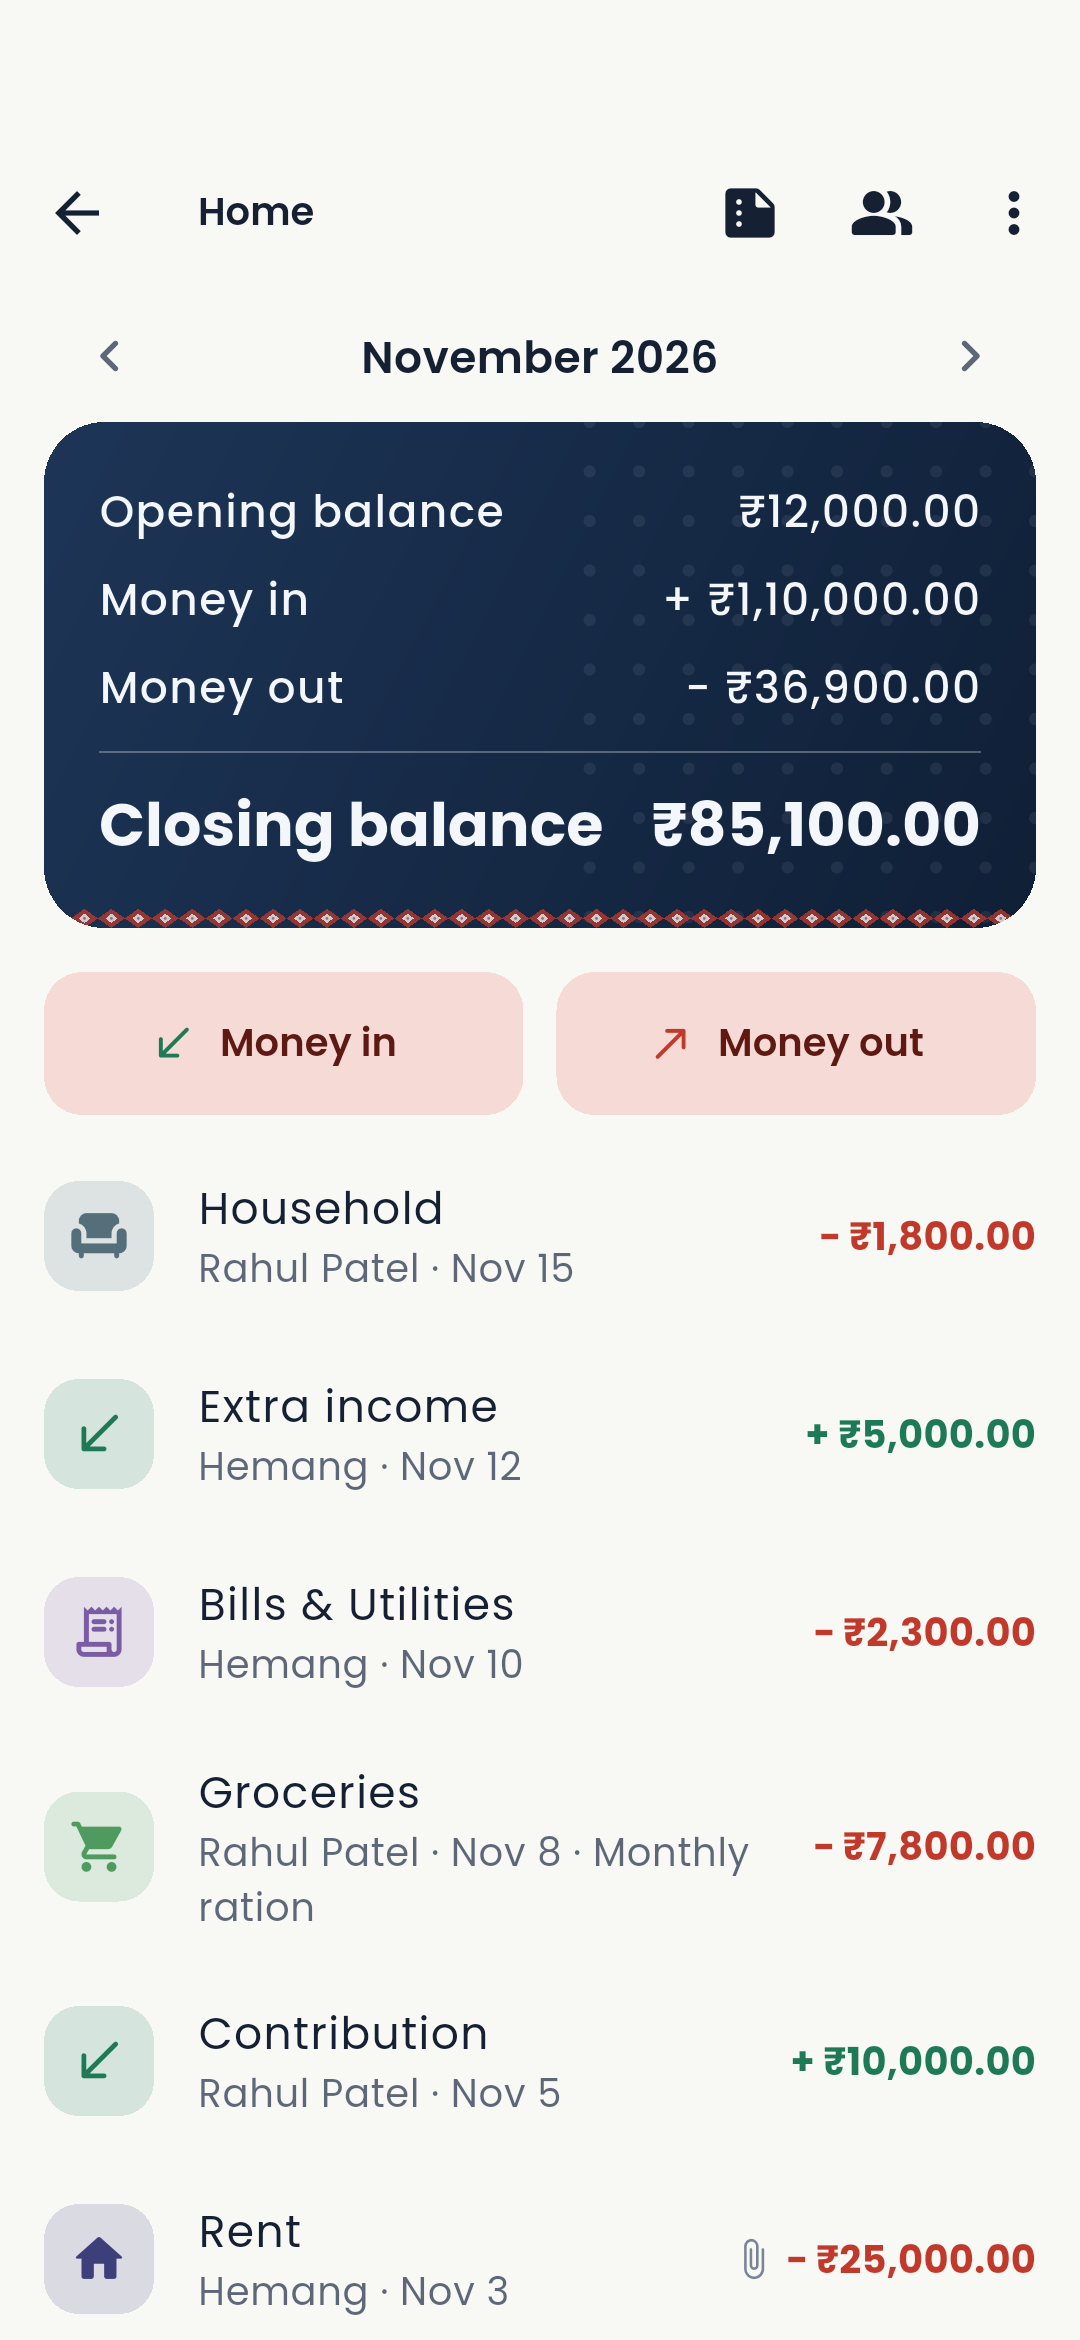 Home
November 2026
Opening balance ₹12,000.00
Money in + ₹1,10,000.00
Money out - ₹36,900.00
Closing balance ₹85,100.00
Money in
Money out
Household
Rahul Patel · Nov 15
- ₹1,800.00
Extra income
Hemang · Nov 12
+ ₹5,000.00
Bills & Utilities
Hemang · Nov 10
- ₹2,300.00
Groceries
Rahul Patel · Nov 8 · Monthly
ration
- ₹7,800.00
Contribution
Rahul Patel · Nov 5
+ ₹10,000.00
Rent
Hemang · Nov 3
- ₹25,000.00